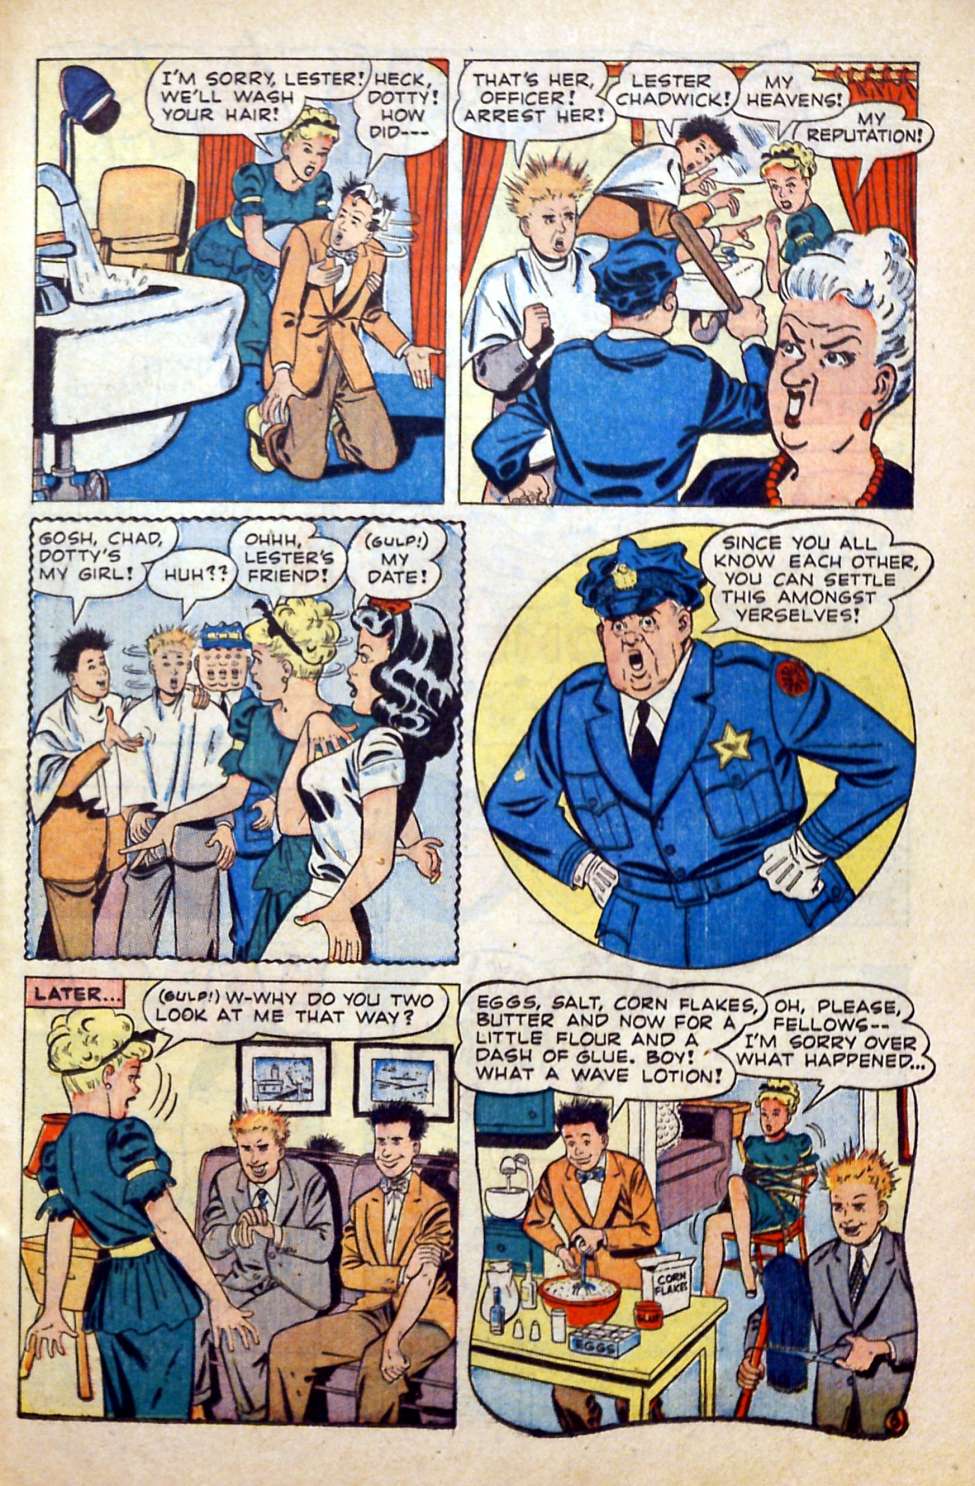 I'M SORRY, LESTER!
WE'LL WASH
YOUR HAIR!
HECK,
DOTTY!
HOW
DID---
THAT'S HER,
OFFICER!
ARREST HER!
LESTER
CHADWICK!
MY
HEAVENS!
MY
REPUTATION!
GOSH, CHAD,
DOTTY'S
MY GIRL!
HUH??
OHHH,
LESTER'S
FRIEND!
(GULP!)
MY
DATE!
SINCE YOU ALL
KNOW EACH OTHER,
YOU CAN SETTLE
THIS AMONGST
YERSELVES!
LATER...
(GULP!) W-WHY DO YOU TWO
LOOK AT ME THAT WAY?
EGGS, SALT, CORN FLAKES,
BUTTER AND NOW FOR A
LITTLE FLOUR AND A
DASH OF GLUE. BOY!
WHAT A WAVE LOTION!
OH, PLEASE,
FELLOWS--
I'M SORRY OVER
WHAT HAPPENED...
CORN
FLAKES
EGGS